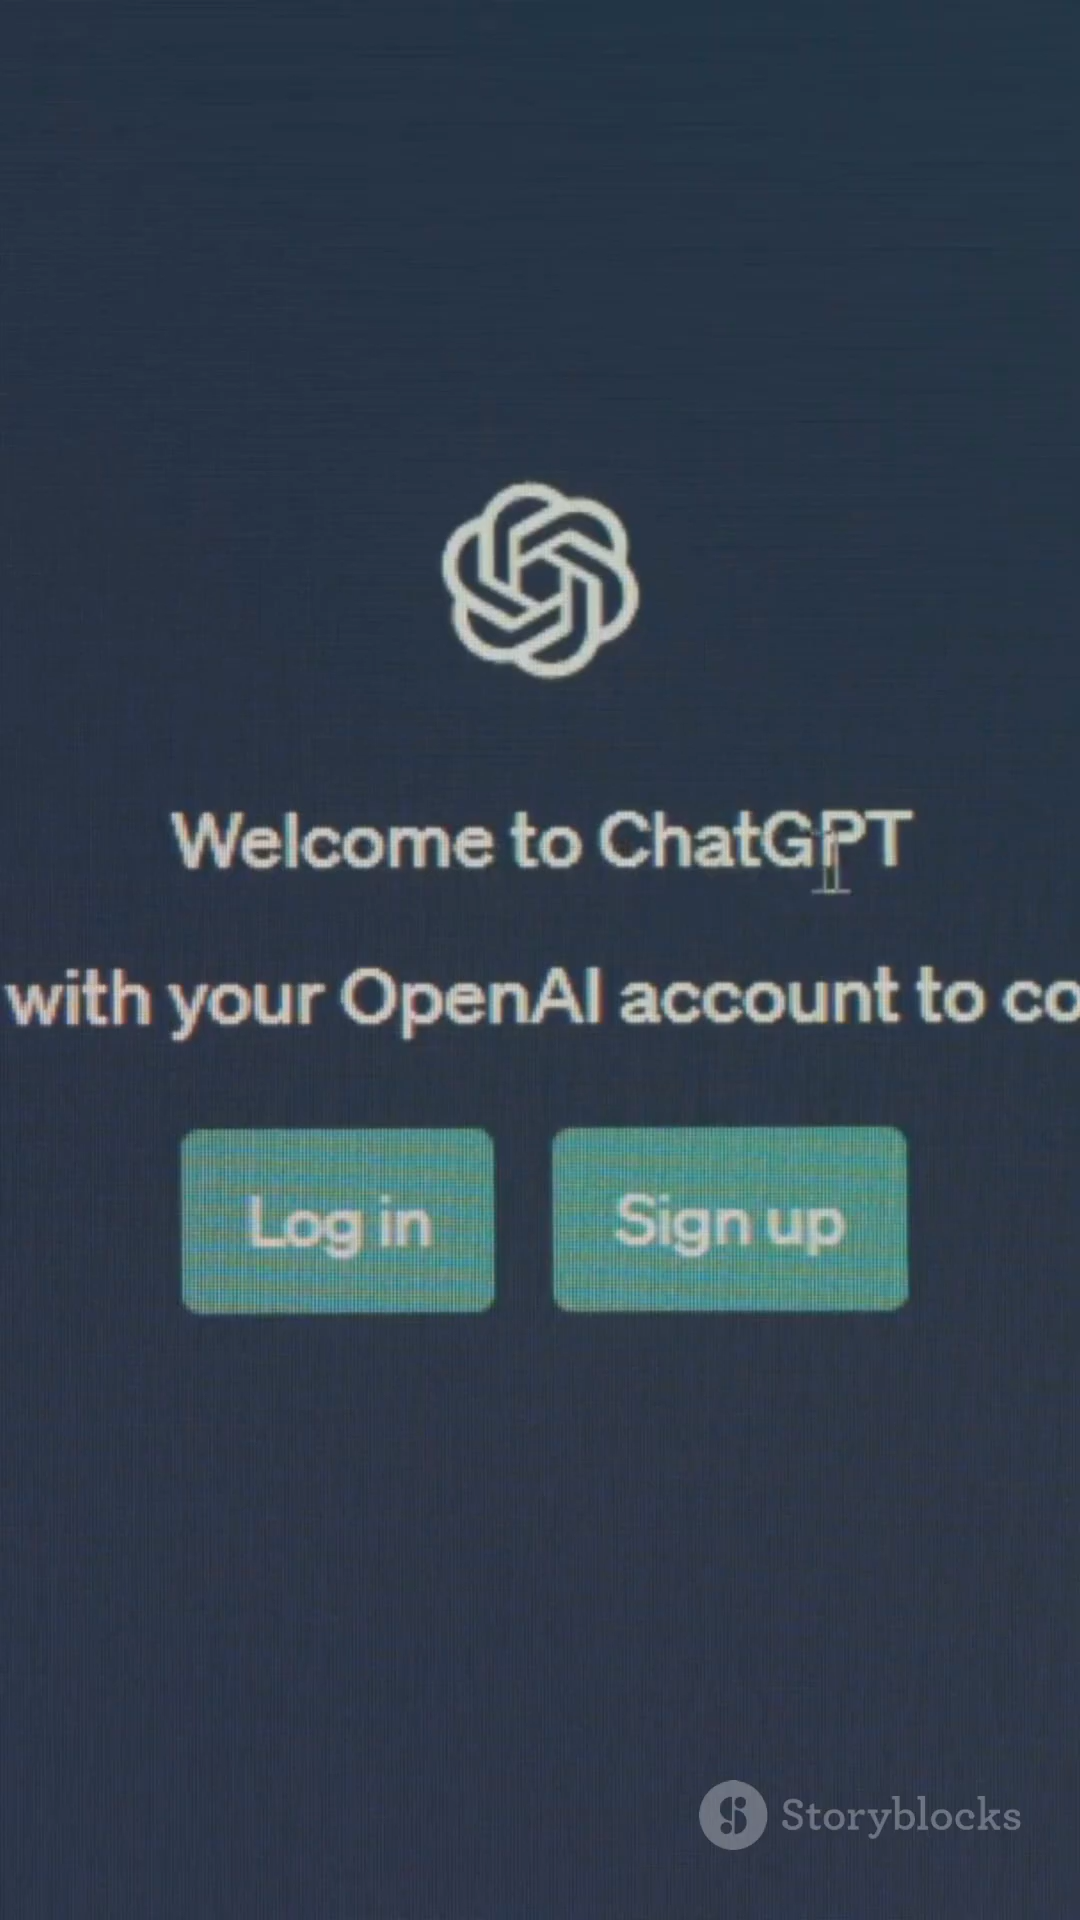 Welcome to ChatGPT
with your OpenAI account to co
Log in
Sign up
Storyblocks